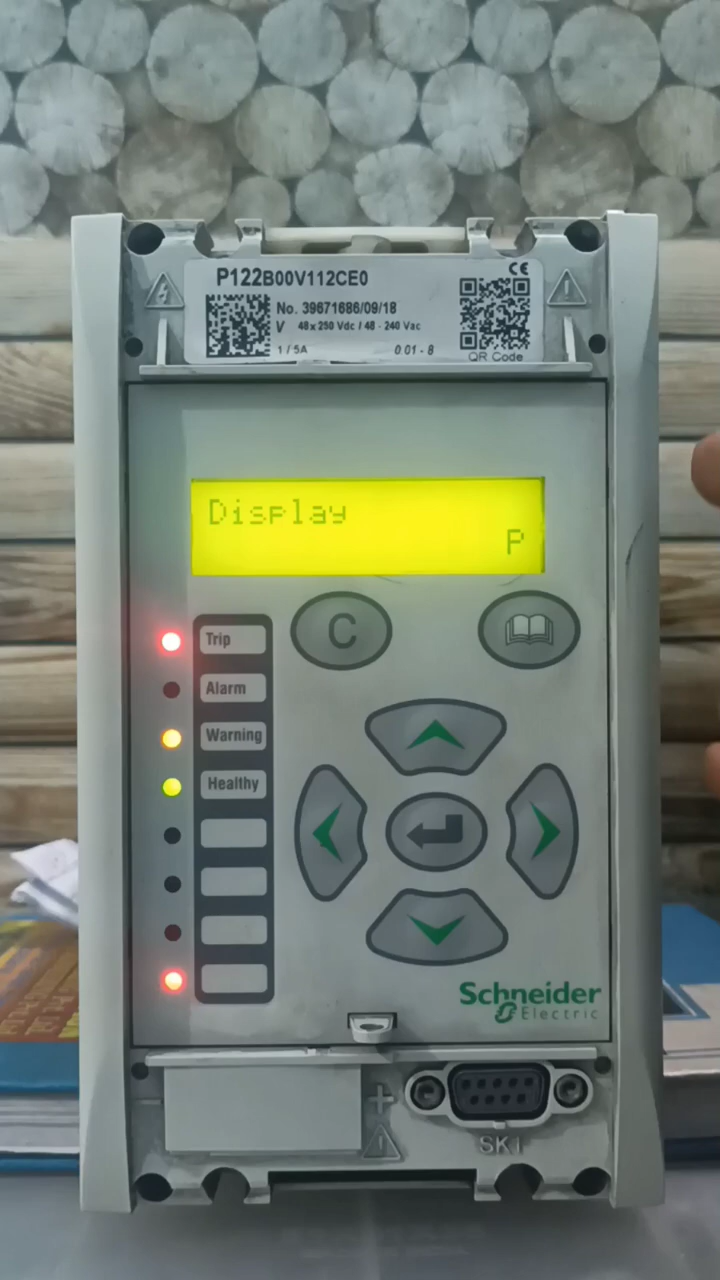 P122B00V112CE0
CE
No. 39671686/09/18
V 48x250 Vdc / 48 - 240 Vac
1 / 5A 0.01 - 8
QR Code
Display
P
C
Trip
Alarm
Warning
Healthy
Schneider
Electric
- +
SK1